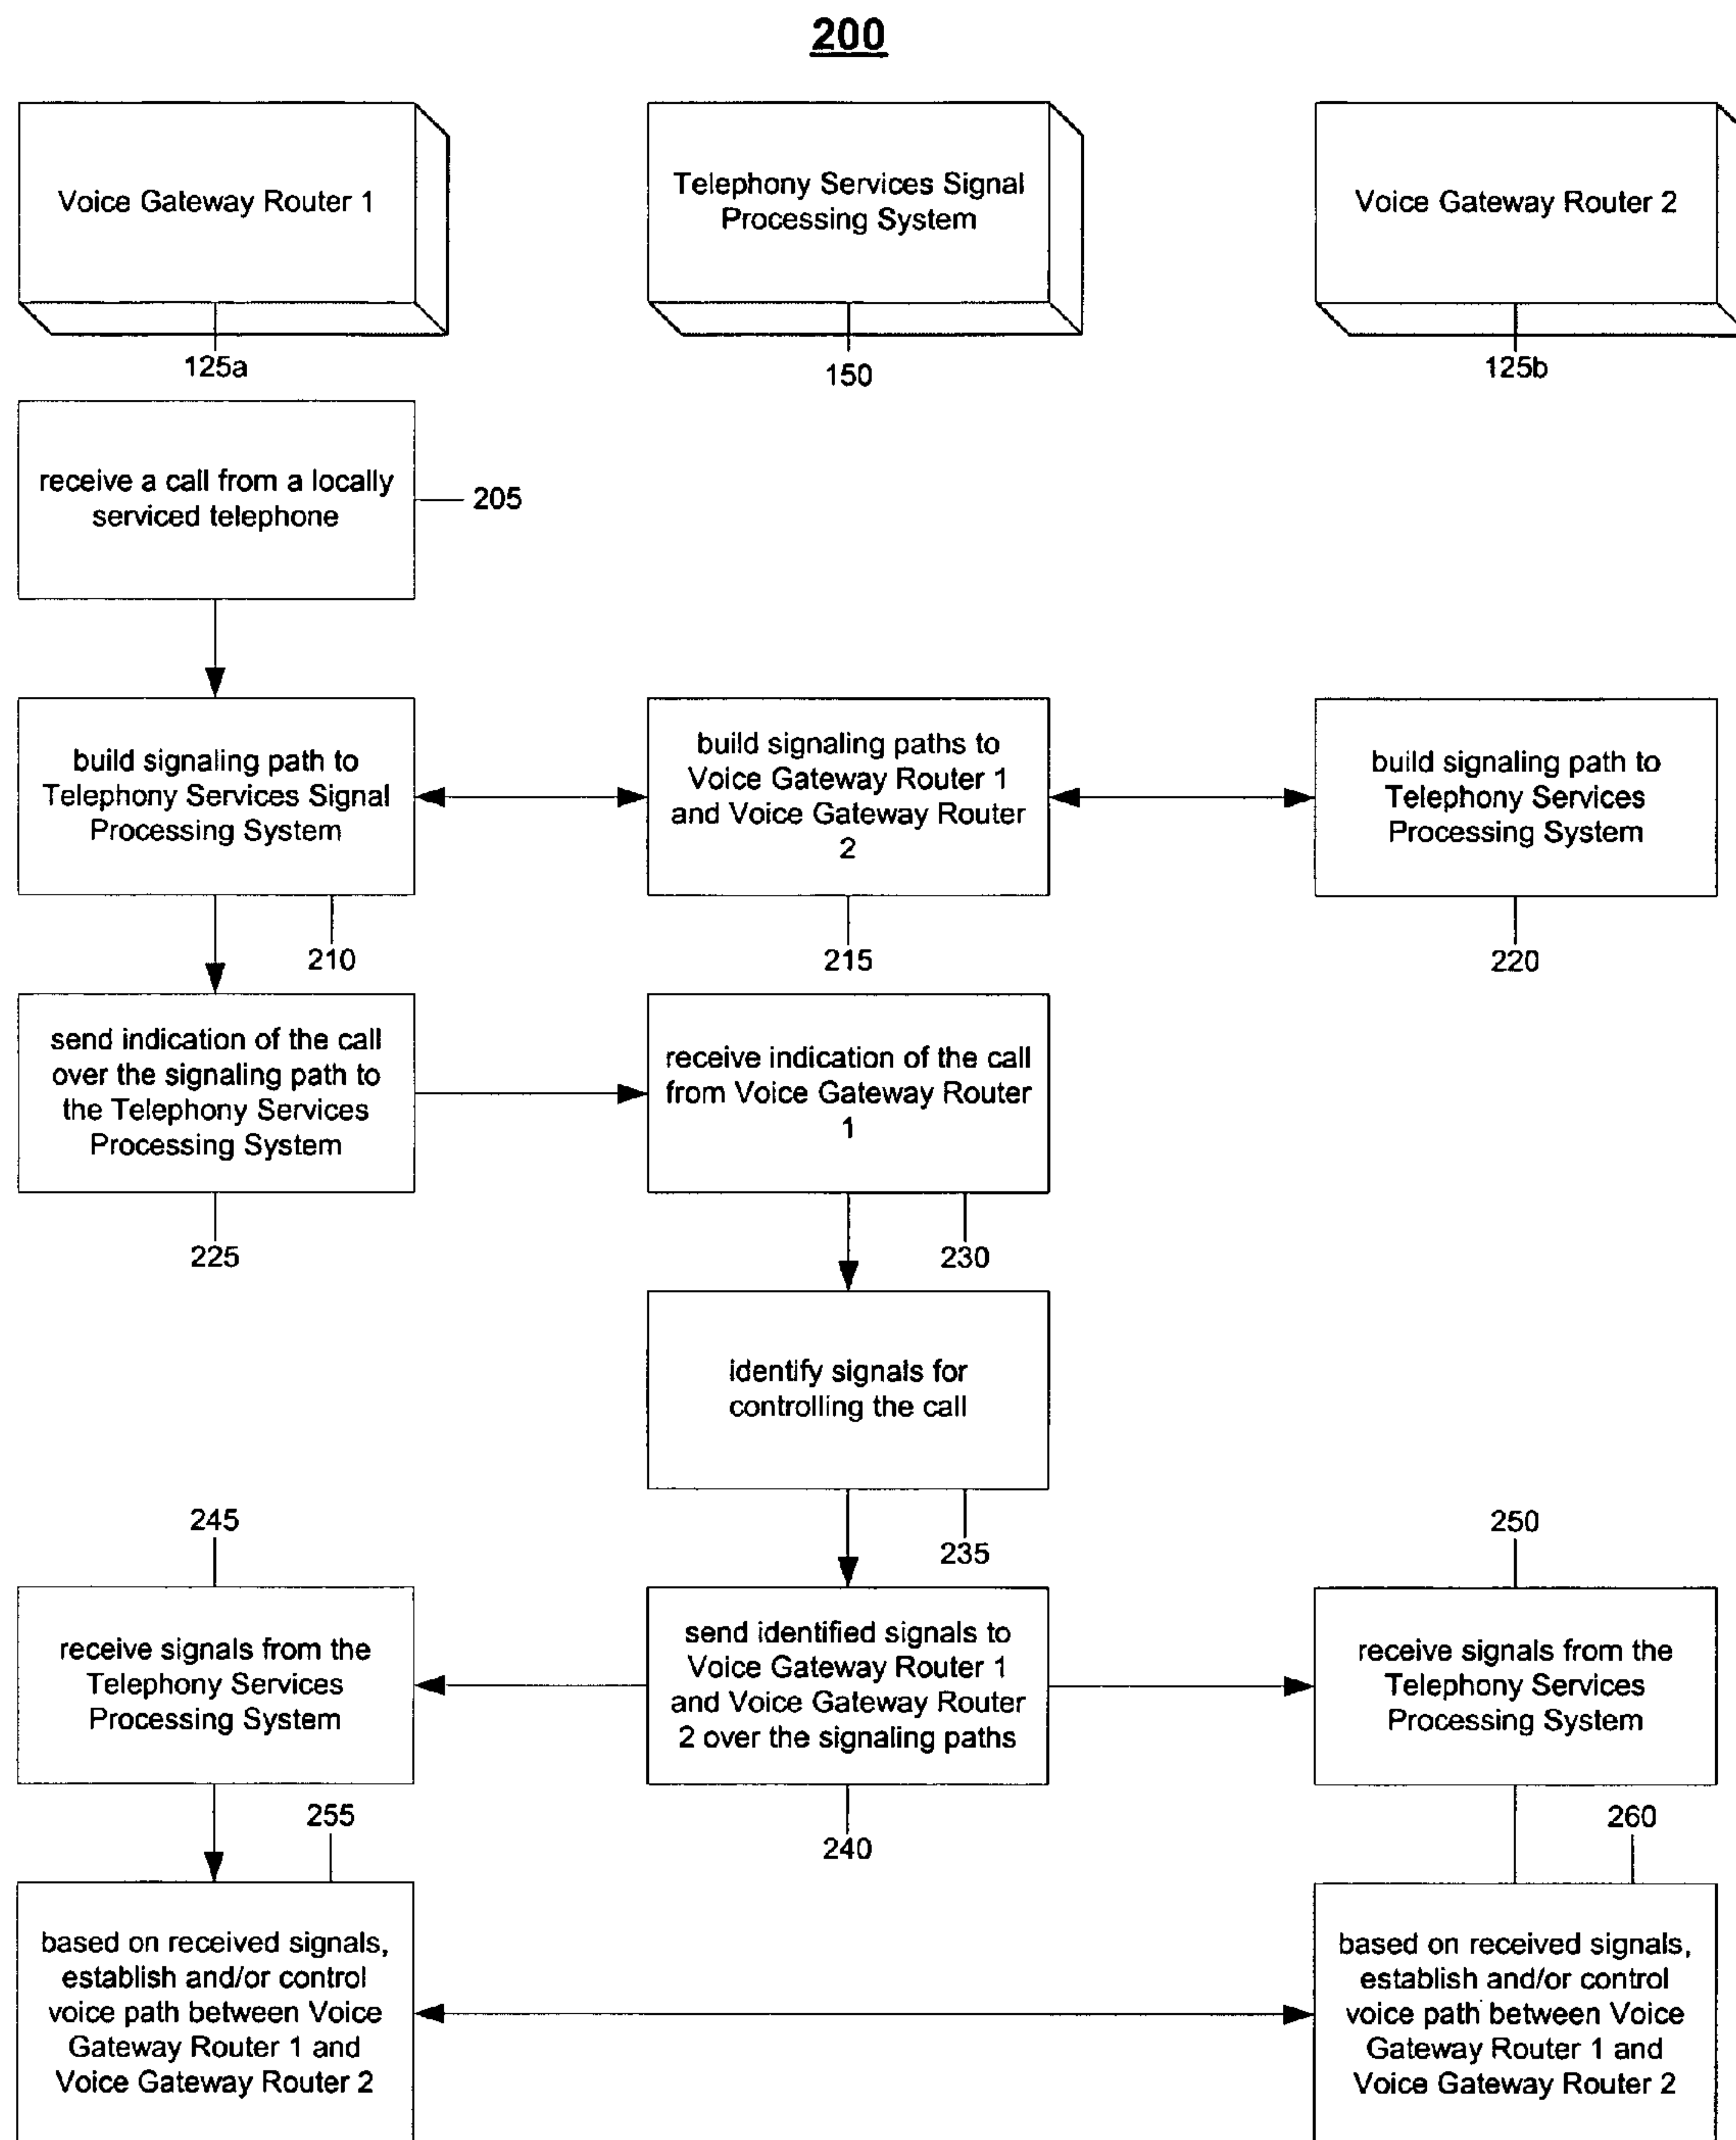 200
Voice Gateway Router 1
Telephony Services Signal
Processing System
Voice Gateway Router 2
125a
150
125b
receive a call from a locally
serviced telephone
205
build signaling path to
Telephony Services Signal
Processing System
build signaling paths to
Voice Gateway Router 1
and Voice Gateway Router
2
build signaling path to
Telephony Services
Processing System
210
215
220
send indication of the call
over the signaling path to
the Telephony Services
Processing System
receive indication of the call
from Voice Gateway Router
1
225
230
identify signals for
controlling the call
235
245
250
receive signals from the
Telephony Services
Processing System
send identified signals to
Voice Gateway Router 1
and Voice Gateway Router
2 over the signaling paths
receive signals from the
Telephony Services
Processing System
255
240
260
based on received signals,
establish and/or control
voice path between Voice
Gateway Router 1 and
Voice Gateway Router 2
based on received signals,
establish and/or control
voice path between Voice
Gateway Router 1 and
Voice Gateway Router 2